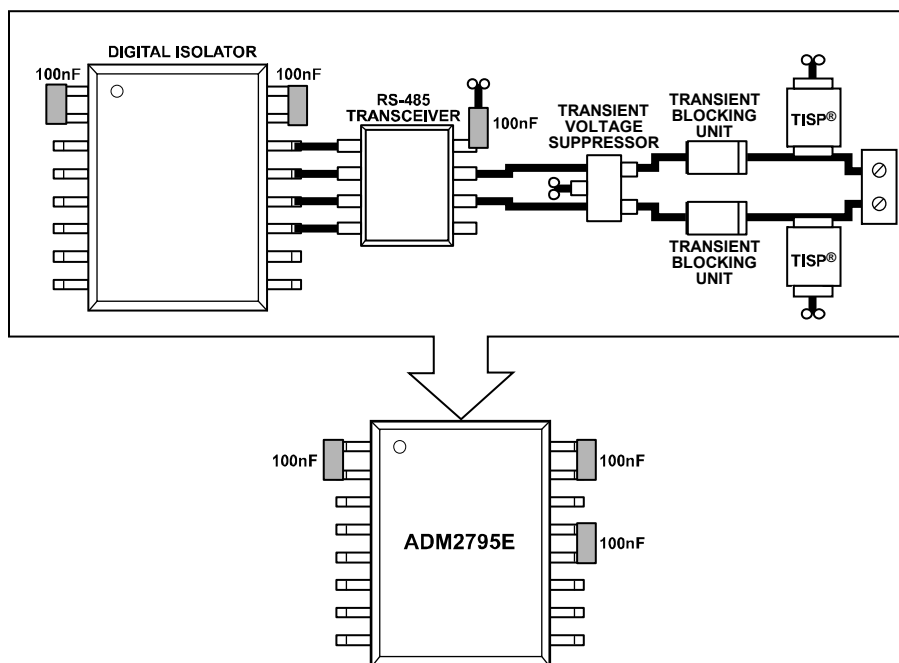 DIGITAL ISOLATOR
100nF
100nF
RS-485
TRANSCEIVER
100nF
TRANSIENT
VOLTAGE
SUPPRESSOR
TRANSIENT
BLOCKING
UNIT
TISP®
TRANSIENT
BLOCKING
UNIT
TISP®
100nF
100nF
ADM2795E
100nF